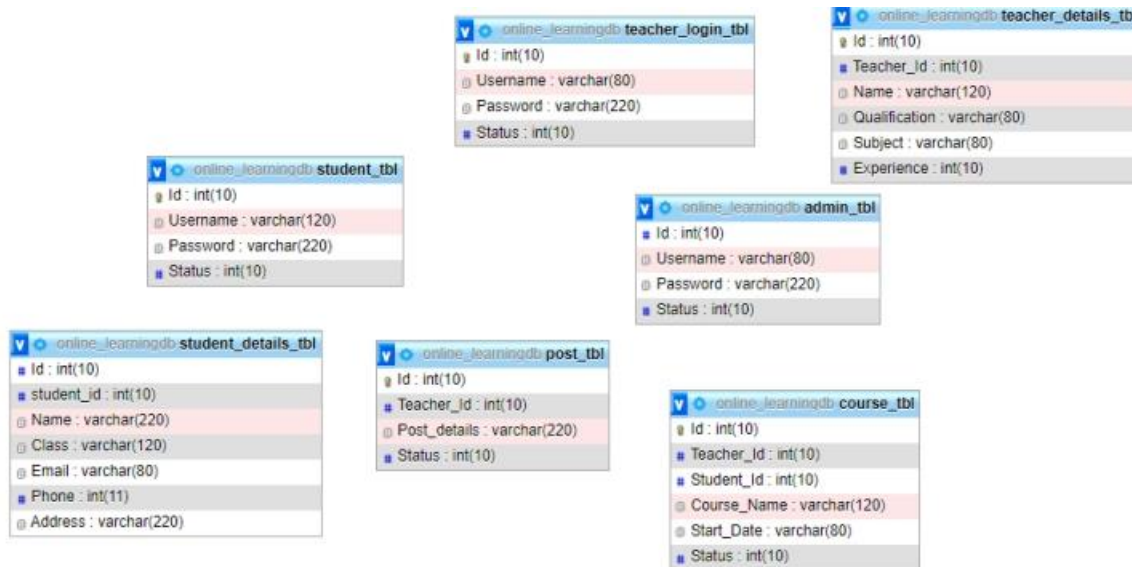 online_learningdb teacher_login_tbl
Id : int(10)
Username : varchar(80)
Password : varchar(220)
Status : int(10)
online_learningdb teacher_details_tbl
Id : int(10)
Teacher_Id : int(10)
Name : varchar(120)
Qualification : varchar(80)
Subject : varchar(80)
Experience : int(10)
online_learningdb student_tbl
Id : int(10)
Username : varchar(120)
Password : varchar(220)
Status : int(10)
online_learningdb admin_tbl
Id : int(10)
Username : varchar(80)
Password : varchar(220)
Status : int(10)
online_learningdb student_details_tbl
Id : int(10)
student_id : int(10)
Name : varchar(220)
Class : varchar(120)
Email : varchar(80)
Phone : int(11)
Address : varchar(220)
online_learningdb post_tbl
Id : int(10)
Teacher_Id : int(10)
Post_details : varchar(220)
Status : int(10)
online_learningdb course_tbl
Id : int(10)
Teacher_Id : int(10)
Student_Id : int(10)
Course_Name : varchar(120)
Start_Date : varchar(80)
Status : int(10)